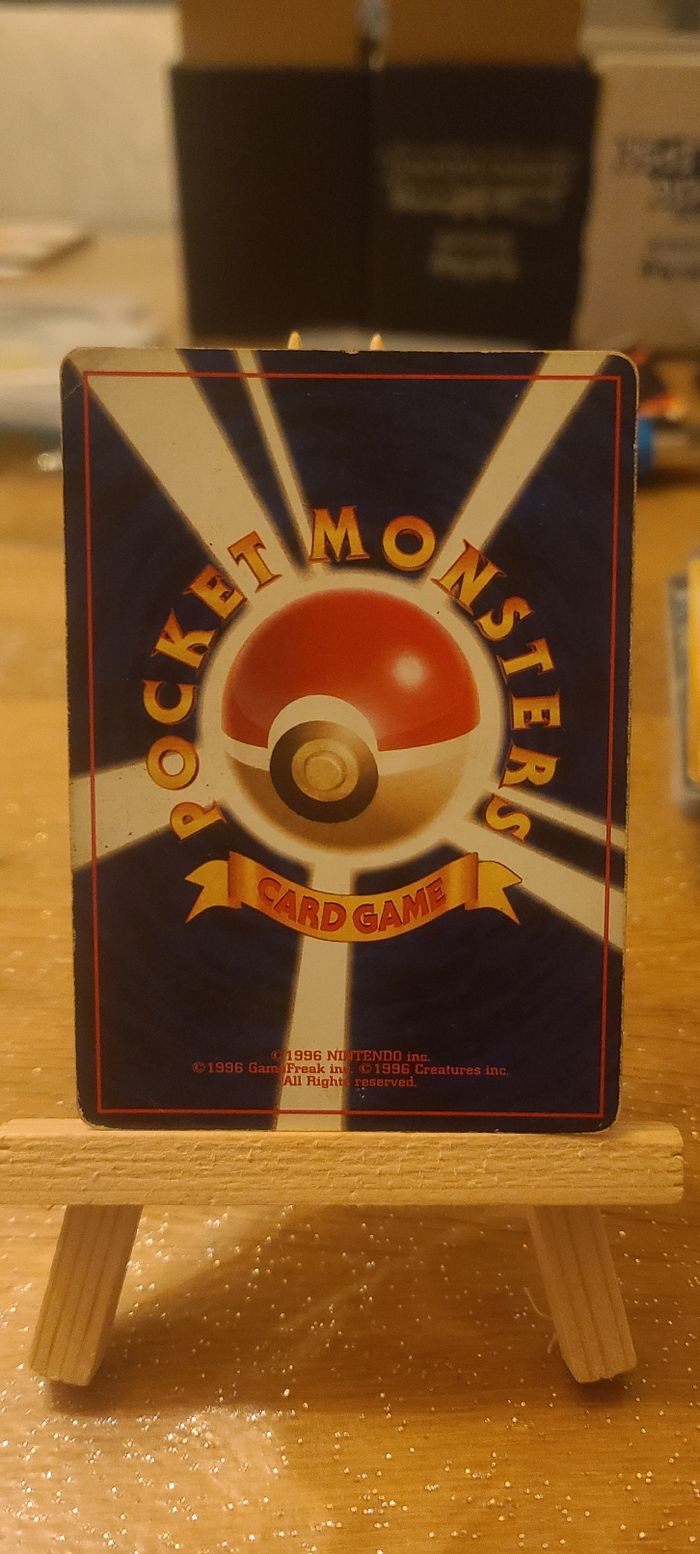 POCKET MONSTERS
CARD GAME
©1996 NINTENDO inc.
©1996 GameFreak inc. ©1996 Creatures inc.
All Rights reserved.